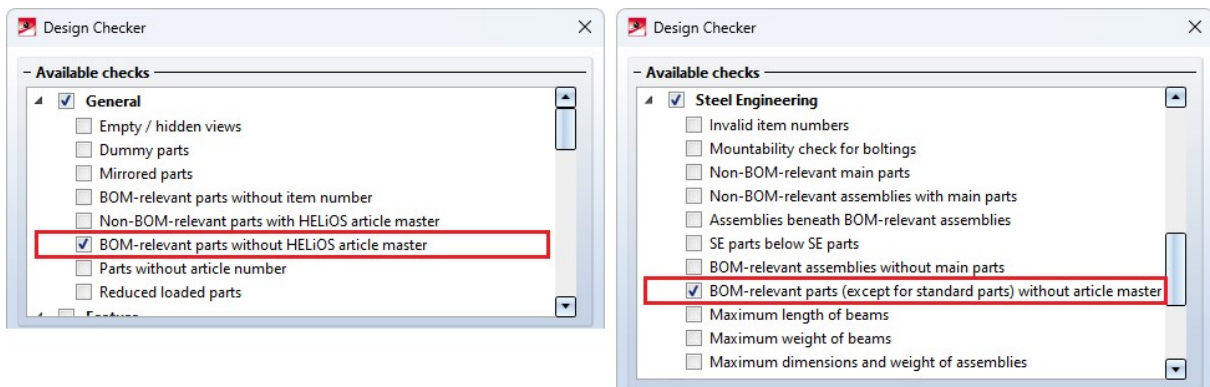 Design Checker
Available checks
General
Empty / hidden views
Dummy parts
Mirrored parts
BOM-relevant parts without item number
Non-BOM-relevant parts with HELiOS article master
BOM-relevant parts without HELiOS article master
Parts without article number
Reduced loaded parts
Design Checker
Available checks
Steel Engineering
Invalid item numbers
Mountability check for boltings
Non-BOM-relevant main parts
Non-BOM-relevant assemblies with main parts
Assemblies beneath BOM-relevant assemblies
SE parts below SE parts
BOM-relevant assemblies without main parts
BOM-relevant parts (except for standard parts) without article master
Maximum length of beams
Maximum weight of beams
Maximum dimensions and weight of assemblies